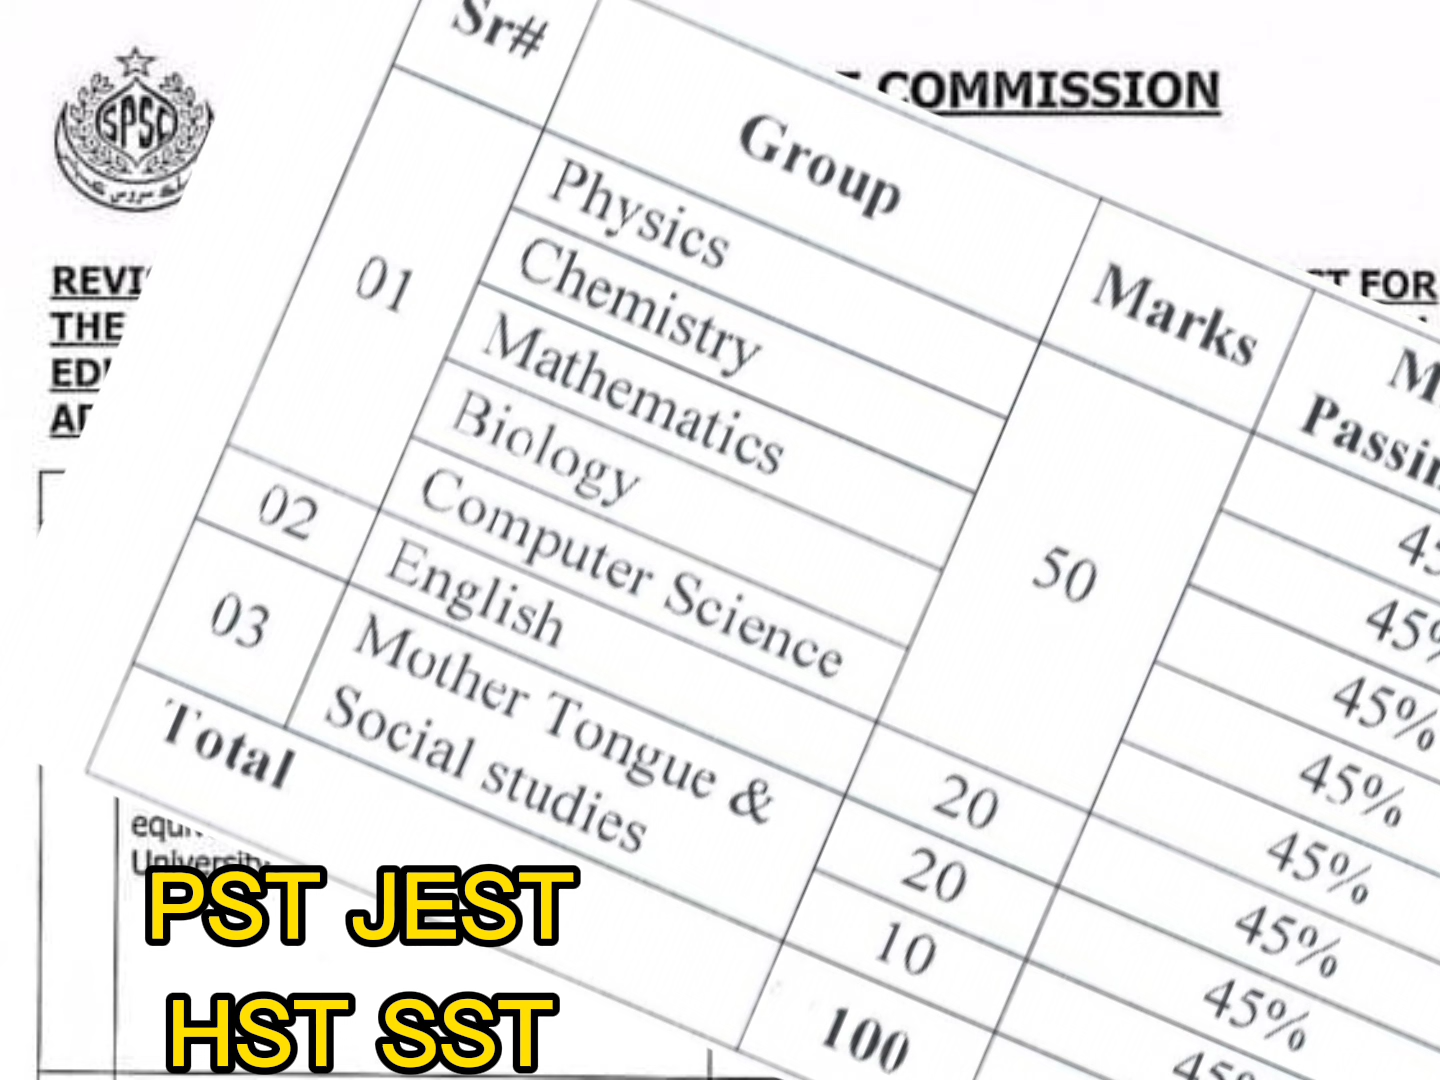 COMMISSION
SPSC
REVI
THE
T FOR
Sr#
Group
Marks
Passin
01
Physics
Chemistry
Mathematics
Biology
Computer Science
50
45%
45%
45%
45%
45%
02
English
20
45%
03
Mother Tongue &
Social studies
20
45%
10
45%
Total
100
University
PST JEST
HST SST